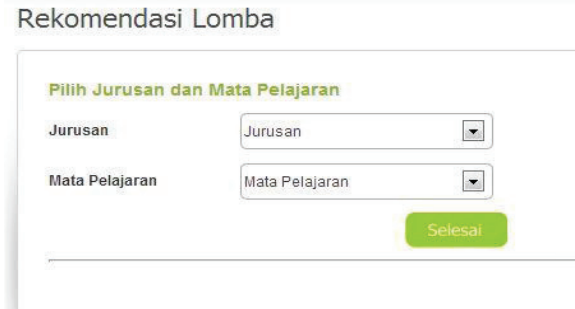 Rekomendasi Lomba
Pilih Jurusan dan Mata Pelajaran
Jurusan Jurusan
Mata Pelajaran Mata Pelajaran
Selesai